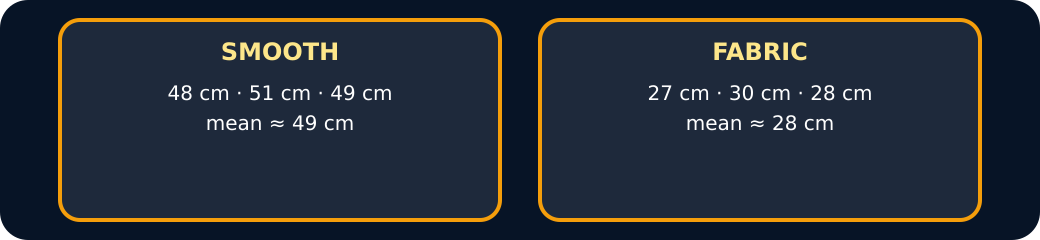 SMOOTH
48 cm · 51 cm · 49 cm
mean ≈ 49 cm
FABRIC
27 cm · 30 cm · 28 cm
mean ≈ 28 cm